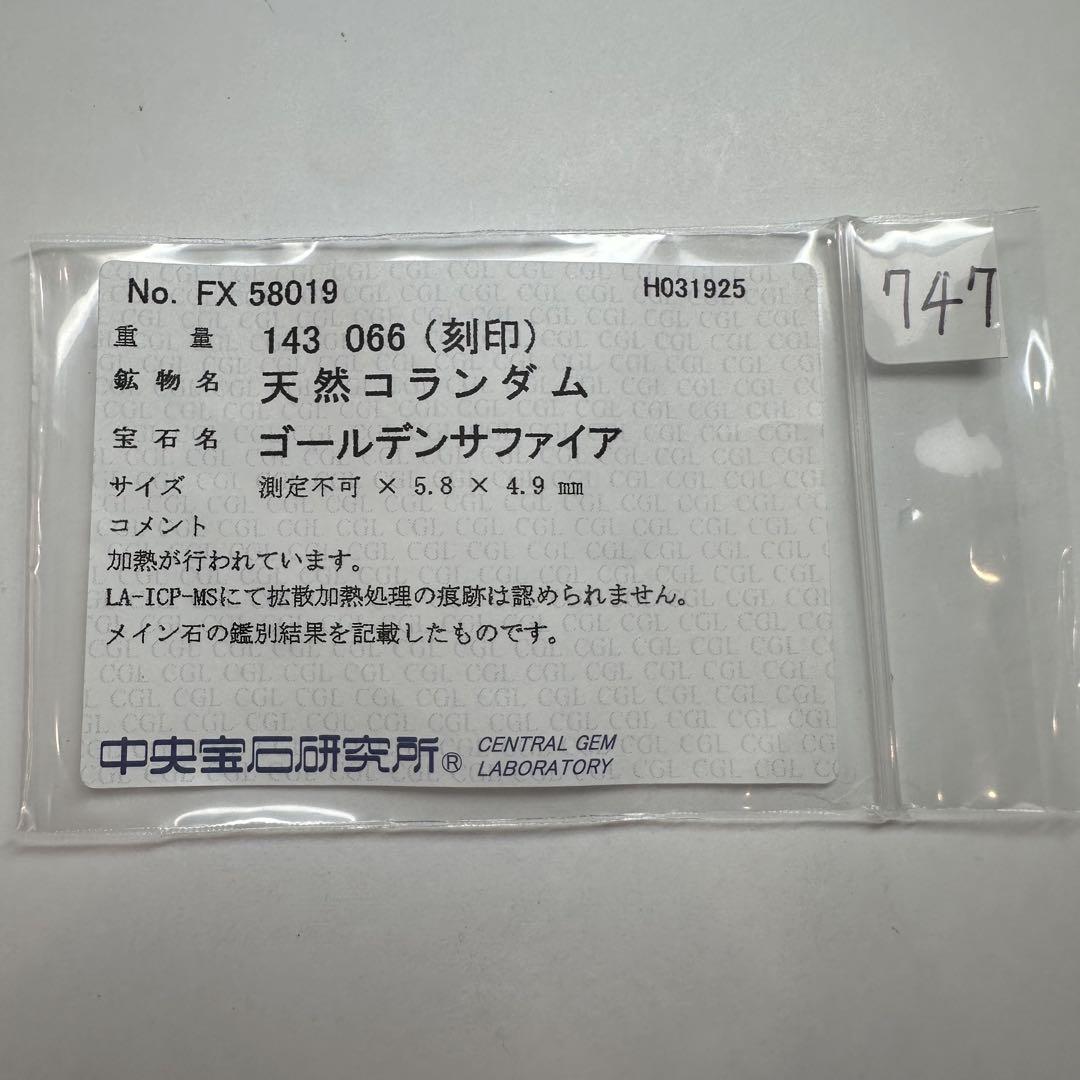 No. FX 58019 H031925
重量 143 066 (刻印)
鉱物名 天然コランダム
宝石名 ゴールデンサファイア
サイズ 測定不可 × 5.8 × 4.9 mm
コメント
加熱が行われています。
LA-ICP-MSにて拡散加熱処理の痕跡は認められません。
メイン石の鑑別結果を記載したものです。
中央宝石研究所® CENTRAL GEM
LABORATORY
747